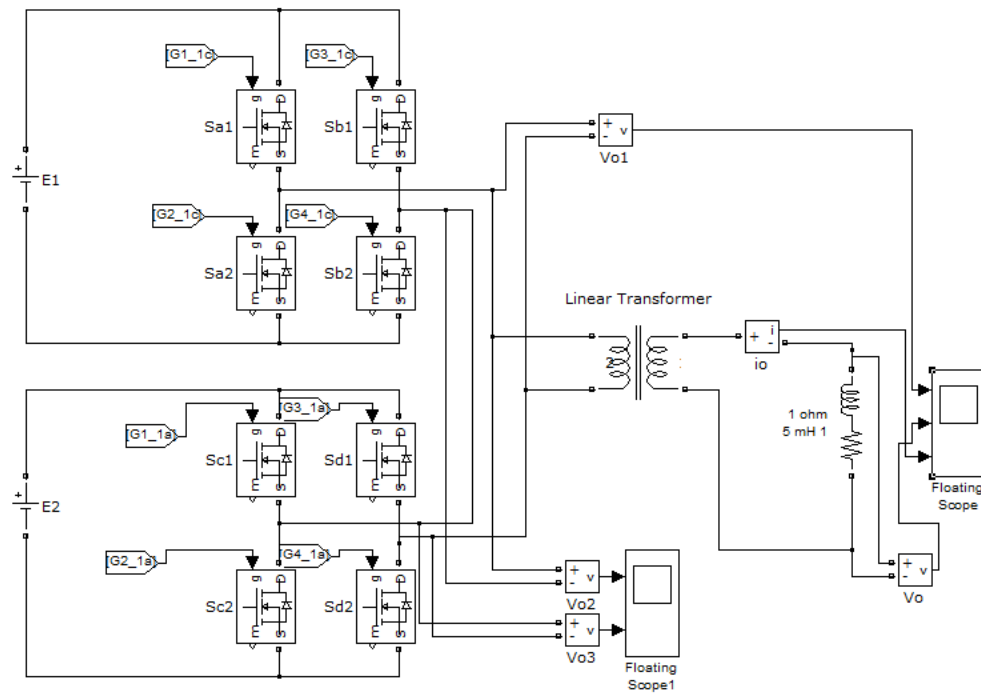 [G1_1c]
[G3_1c]
g
D
m
S
Sa1
g
D
m
S
Sb1
+
-
v
Vo1
+
E1
[G2_1c]
[G4_1c]
g
D
m
S
Sa2
g
D
m
S
Sb2
Linear Transformer
2
+
i
-
io
1 ohm
5 mH 1
Floating
Scope
[G1_1a]
[G3_1a]
g
D
m
S
Sc1
g
D
m
S
Sd1
+
E2
[G2_1a]
[G4_1a]
g
D
m
S
Sc2
g
D
m
S
Sd2
+
-
v
Vo2
+
-
v
Vo3
+
-
v
Vo
Floating
Scope1